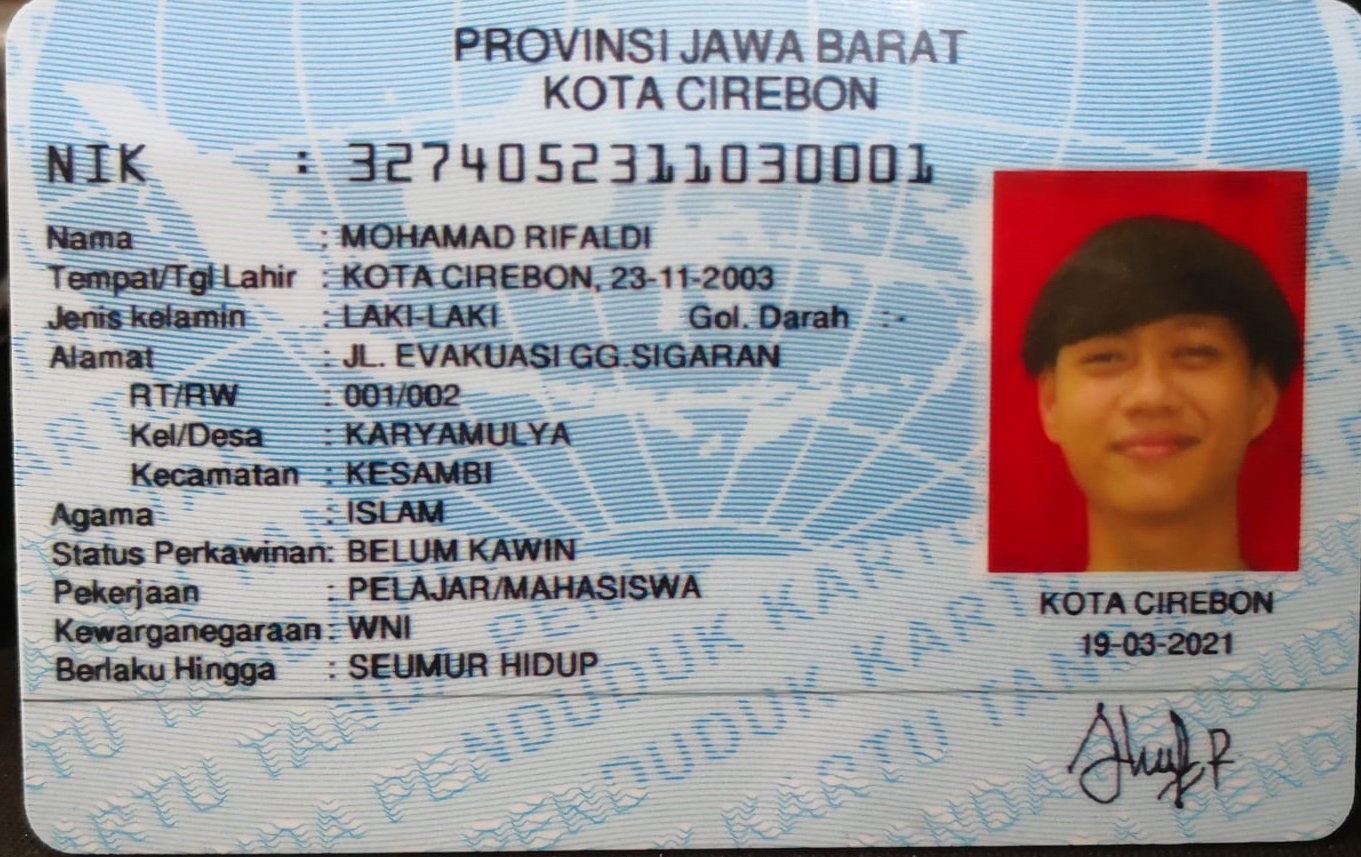 PROVINSI JAWA BARAT
KOTA CIREBON
NIK : 3274052311030001
Nama : MOHAMAD RIFALDI
Tempat/Tgl Lahir : KOTA CIREBON, 23-11-2003
Jenis kelamin : LAKI-LAKI Gol. Darah : -
Alamat : JL. EVAKUASI GG.SIGARAN
RT/RW : 001/002
Kel/Desa : KARYAMULYA
Kecamatan : KESAMBI
Agama : ISLAM
Status Perkawinan: BELUM KAWIN
Pekerjaan : PELAJAR/MAHASISWA
Kewarganegaraan: WNI
Berlaku Hingga : SEUMUR HIDUP
KOTA CIREBON
19-03-2021